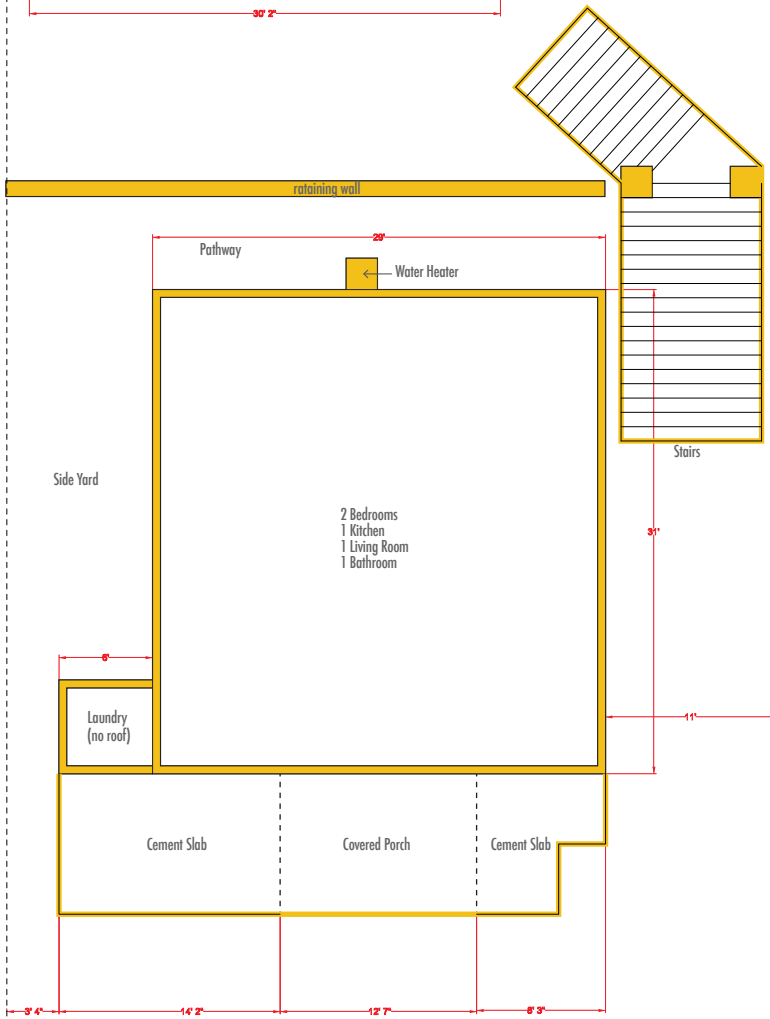 30' 2"
rataining wall
29'
Pathway
Water Heater
Stairs
Side Yard
2 Bedrooms
1 Kitchen
1 Living Room
1 Bathroom
31'
6'
11'
Laundry
(no roof)
Cement Slab
Covered Porch
Cement Slab
3' 4"
14' 2"
12' 7"
8' 3"